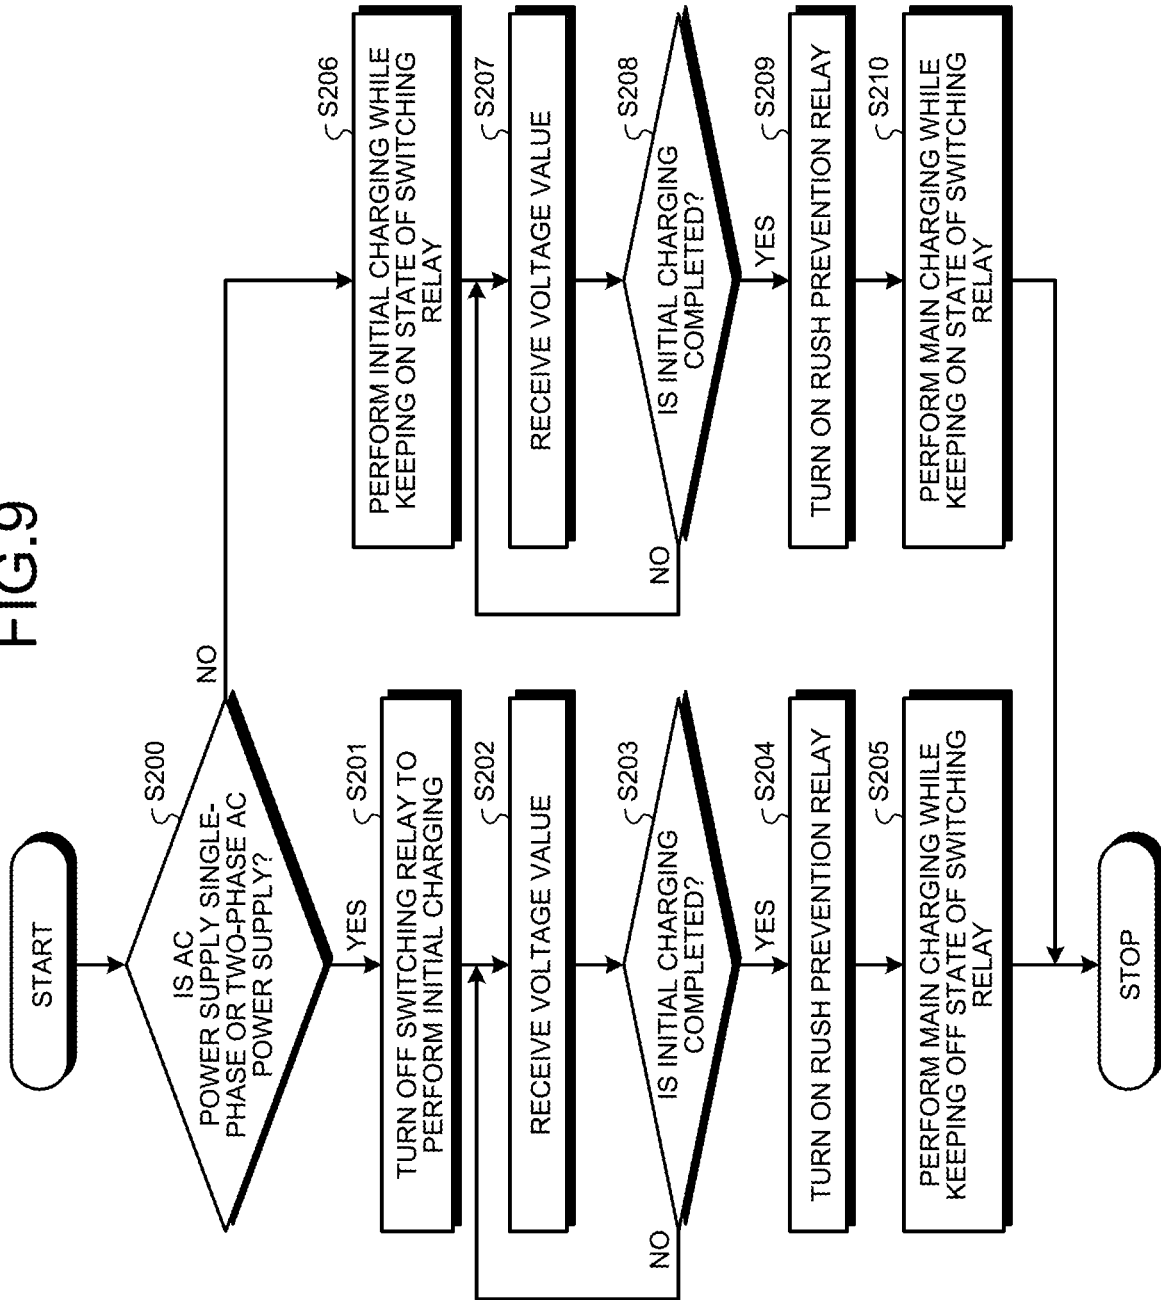 FIG.9
START
IS AC
POWER SUPPLY SINGLE-
PHASE OR TWO-PHASE AC
POWER SUPPLY?
S200
NO
YES
TURN OFF SWITCHING RELAY TO
PERFORM INITIAL CHARGING
S201
RECEIVE VOLTAGE VALUE
S202
IS INITIAL CHARGING
COMPLETED?
S203
NO
YES
TURN ON RUSH PREVENTION RELAY
S204
PERFORM MAIN CHARGING WHILE
KEEPING OFF STATE OF SWITCHING
RELAY
S205
PERFORM INITIAL CHARGING WHILE
KEEPING ON STATE OF SWITCHING
RELAY
S206
RECEIVE VOLTAGE VALUE
S207
IS INITIAL CHARGING
COMPLETED?
S208
NO
YES
TURN ON RUSH PREVENTION RELAY
S209
PERFORM MAIN CHARGING WHILE
KEEPING ON STATE OF SWITCHING
RELAY
S210
STOP